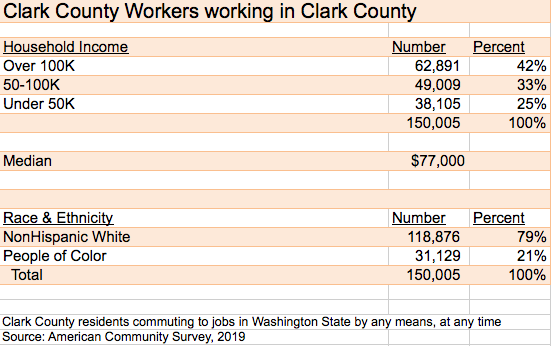 Clark County Workers working in Clark County
Household Income Number Percent
Over 100K 62,891 42%
50-100K 49,009 33%
Under 50K 38,105 25%
150,005 100%
Median $77,000
Race & Ethnicity Number Percent
NonHispanic White 118,876 79%
People of Color 31,129 21%
Total 150,005 100%
Clark County residents commuting to jobs in Washington State by any means, at any time
Source: American Community Survey, 2019